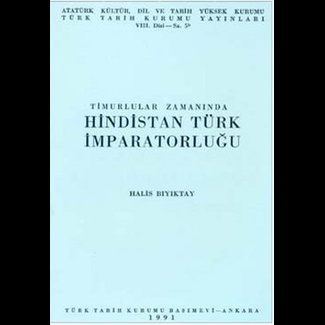 ATATÜRK KÜLTÜR, DİL VE TARİH YÜKSEK KURUMU
TÜRK TARİH KURUMU YAYINLARI
VIII. Dizi — Sa. 5ª
TİMURLULAR ZAMANINDA
HİNDİSTAN TÜRK
İMPARATORLUĞU
HALİS BIYIKTAY
TÜRK TARİH KURUMU BASIMEVİ — ANKARA
1991